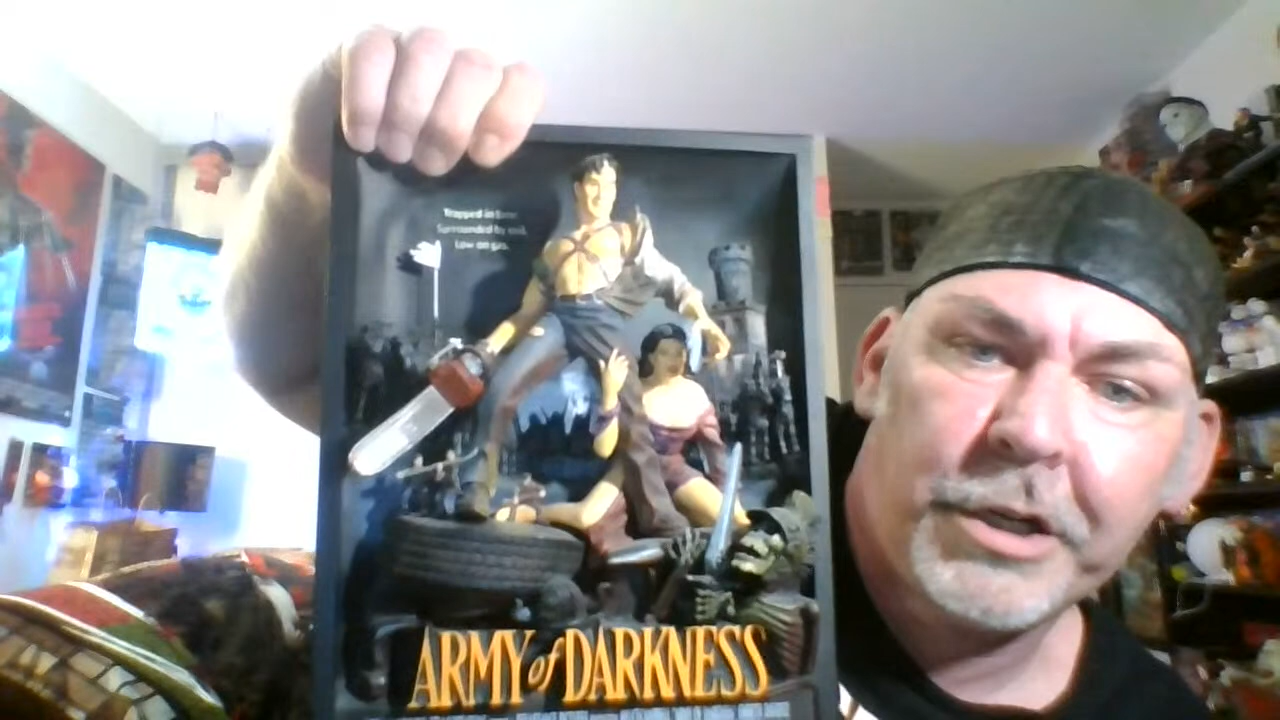 Trapped in time.
Surrounded by evil.
Low on gas.
ARMY of DARKNESS